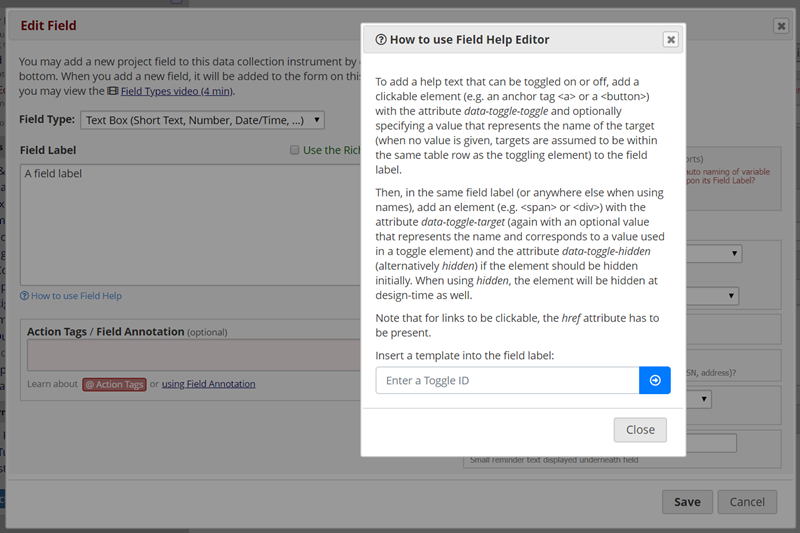 Edit Field
You may add a new project field to this data collection instrument by
bottom. When you add a new field, it will be added to the form on this
you may view the Field Types video (4 min).
Field Type: Text Box (Short Text, Number, Date/Time, ...)
Field Label
Use the Rich
A field label
How to use Field Help
Action Tags / Field Annotation (optional)
Learn about @ Action Tags or using Field Annotation
How to use Field Help Editor
To add a help text that can be toggled on or off, add a
clickable element (e.g. an anchor tag <a> or a <button>)
with the attribute data-toggle-toggle and optionally
specifying a value that represents the name of the target
(when no value is given, targets are assumed to be within
the same table row as the toggling element) to the field
label.
Then, in the same field label (or anywhere else when using
names), add an element (e.g. <span> or <div>) with the
attribute data-toggle-target (again with an optional value
that represents the name and corresponds to a value used
in a toggle element) and the attribute data-toggle-hidden
(alternatively hidden) if the element should be hidden
initially. When using hidden, the element will be hidden at
design-time as well.
Note that for links to be clickable, the href attribute has to
be present.
Insert a template into the field label:
Enter a Toggle ID
Close
auto naming of variable
upon its Field Label?
SN, address)?
Small reminder text displayed underneath field
Save
Cancel